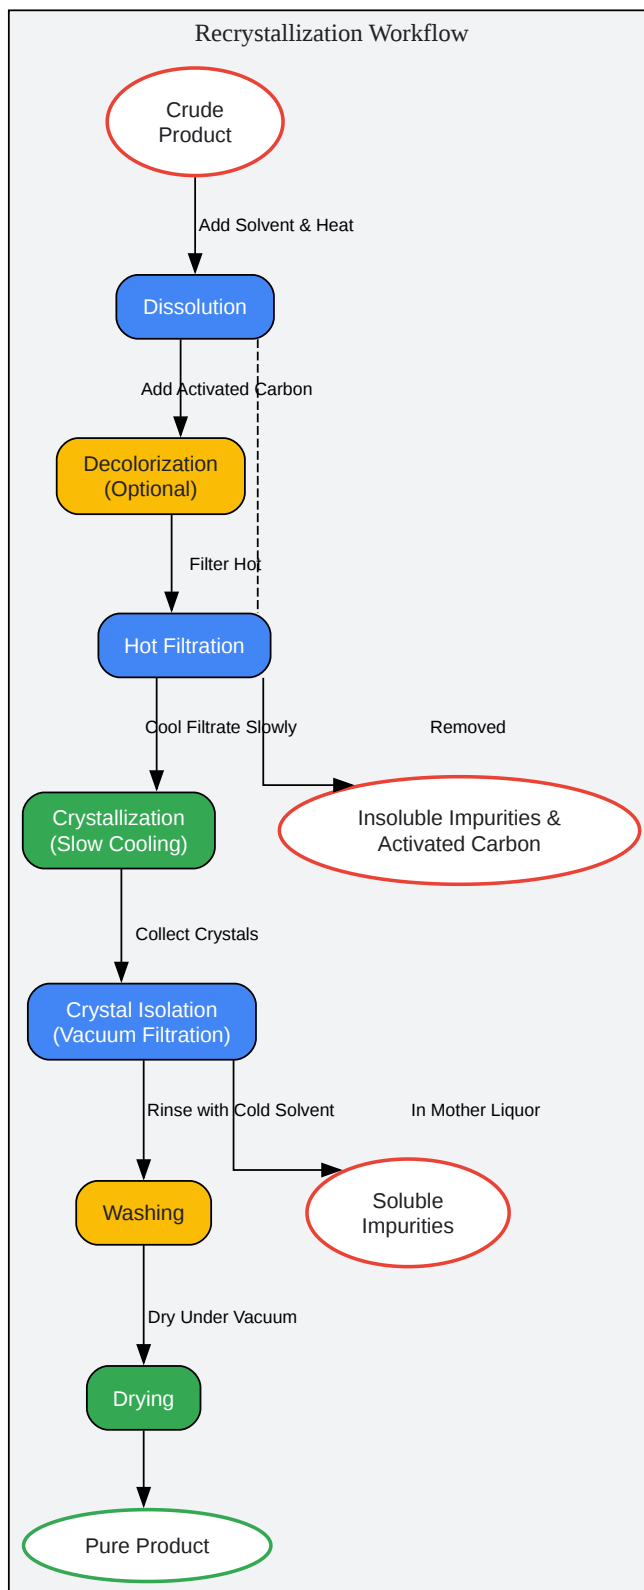 Recrystallization Workflow
Crude
Product
Add Solvent & Heat
Dissolution
Add Activated Carbon
Decolorization
(Optional)
Filter Hot
Hot Filtration
Cool Filtrate Slowly
Removed
Crystallization
(Slow Cooling)
Insoluble Impurities &
Activated Carbon
Collect Crystals
Crystal Isolation
(Vacuum Filtration)
Rinse with Cold Solvent
In Mother Liquor
Washing
Soluble
Impurities
Dry Under Vacuum
Drying
Pure Product